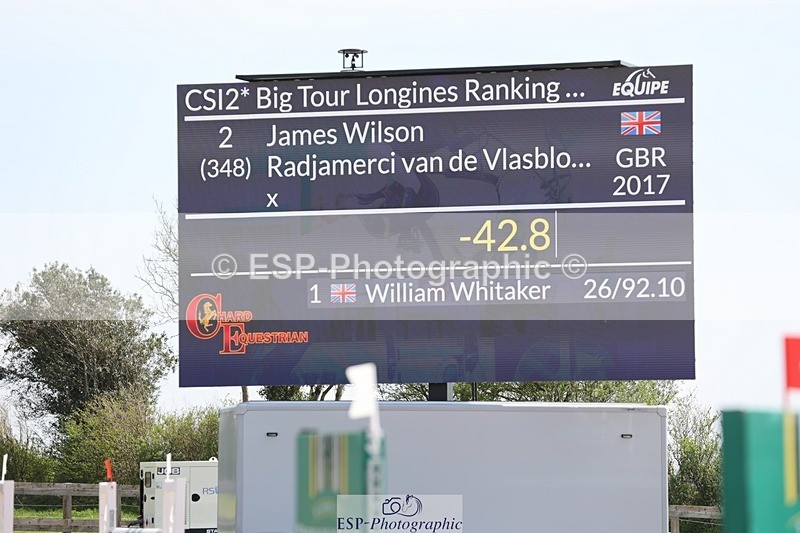 CSI2* Big Tour Longines Ranking ...
EQUIPE
2 James Wilson
(348) Radjamerci van de Vlasblo... GBR
x 2017
-42.8
© ESP-Photographic ©
1 William Whitaker 26/92.10
CHARD
EQUESTRIAN
JCB
ESP-Photographic